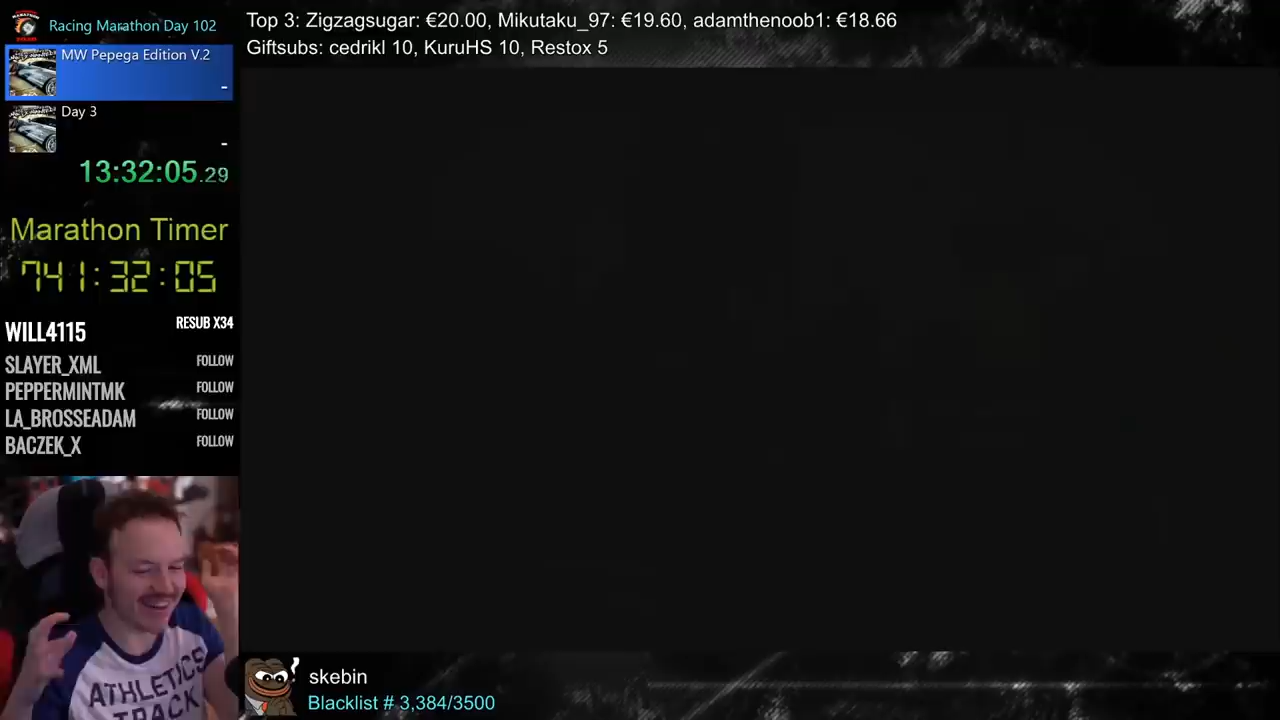 Racing Marathon Day 102
MW Pepega Edition V.2
-
Day 3
-
13:32:05.29
Marathon Timer
741:32:05
WILL4115 RESUB X34
SLAYER_XML FOLLOW
PEPPERMINTMK FOLLOW
LA_BROSSEADAM FOLLOW
BACZEK_X FOLLOW
Top 3: Zigzagsugar: €20.00, Mikutaku_97: €19.60, adamthenoob1: €18.66
Giftsubs: cedrikl 10, KuruHS 10, Restox 5
ATHLETICS
TRACK
skebin
Blacklist # 3,384/3500